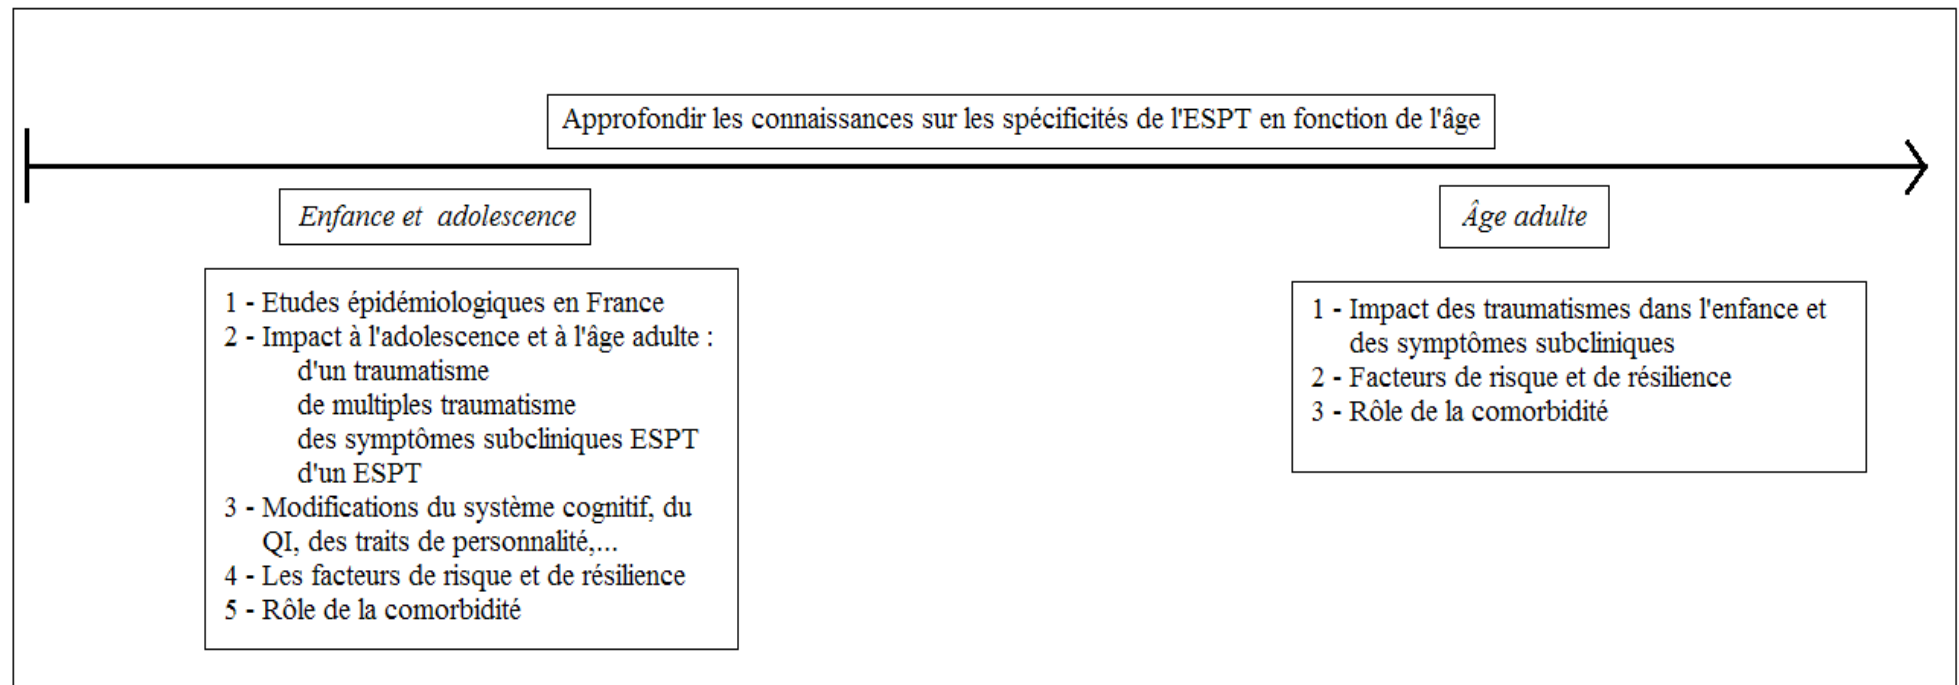 Approfondir les connaissances sur les spécificités de l'ESPT en fonction de l'âge
Enfance et adolescence
1 - Etudes épidémiologiques en France
2 - Impact à l'adolescence et à l'âge adulte :
d'un traumatisme
de multiples traumatisme
des symptômes subcliniques ESPT
d'un ESPT
3 - Modifications du système cognitif, du
QI, des traits de personnalité,...
4 - Les facteurs de risque et de résilience
5 - Rôle de la comorbidité
Âge adulte
1 - Impact des traumatismes dans l'enfance et
des symptômes subcliniques
2 - Facteurs de risque et de résilience
3 - Rôle de la comorbidité